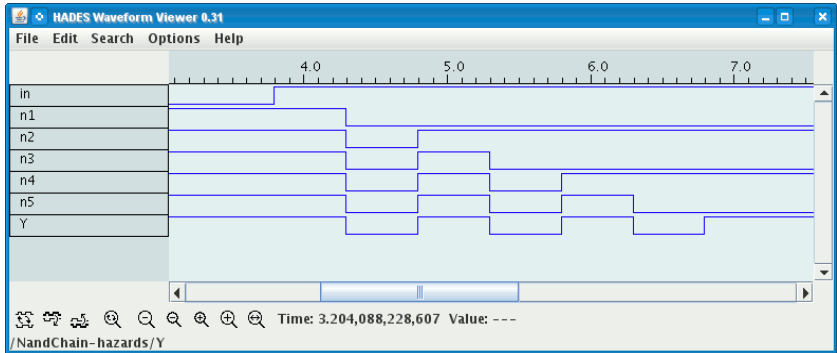 HADES Waveform Viewer 0.31
File Edit Search Options Help
4.0 5.0 6.0 7.0
in
n1
n2
n3
n4
n5
Y
Time: 3.204,088,228,607 Value: ---
/NandChain-hazards/Y